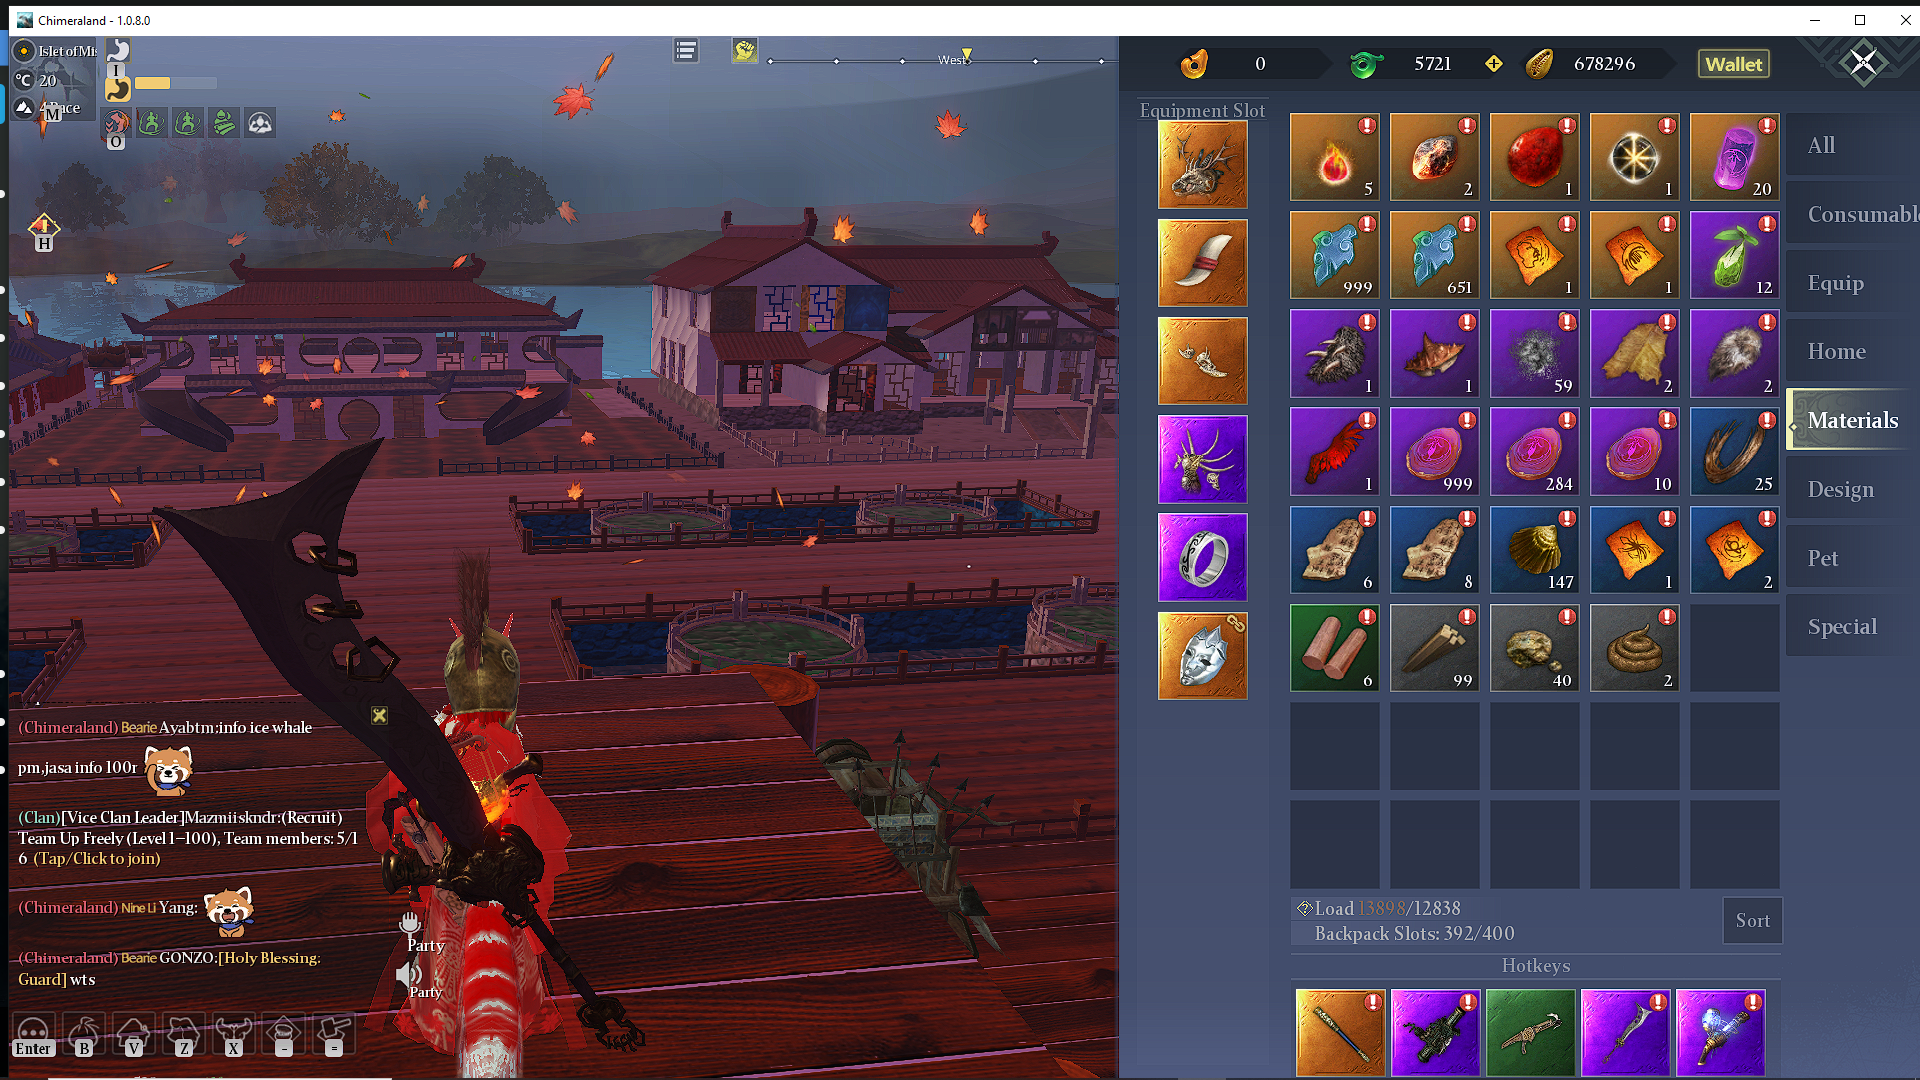 Chimeraland - 1.0.8.0
Islet of Mis
I
°C 20
4Race
M
O
H
West
0
5721
678296
Wallet
Equipment Slot
5
2
1
1
20
All
Consumabl
999
651
1
1
12
Equip
1
1
59
2
2
Home
1
999
284
10
25
Materials
Design
6
8
147
1
2
Pet
6
99
40
2
Special
(Chimeraland) Bearie Ayabtm:info ice whale
pm,jasa info 100r
(Clan)[Vice Clan Leader]Mazmiiskndr:(Recruit)
Team Up Freely (Level 1-100), Team members: 5/1
6 (Tap/Click to join)
(Chimeraland) Nine Li Yang:
(Chimeraland) Bearie GONZO:[Holy Blessing:
Guard] wts
Party
Party
Enter
B
V
Z
X
-
=
Load 13898/12838
Backpack Slots: 392/400
Sort
Hotkeys